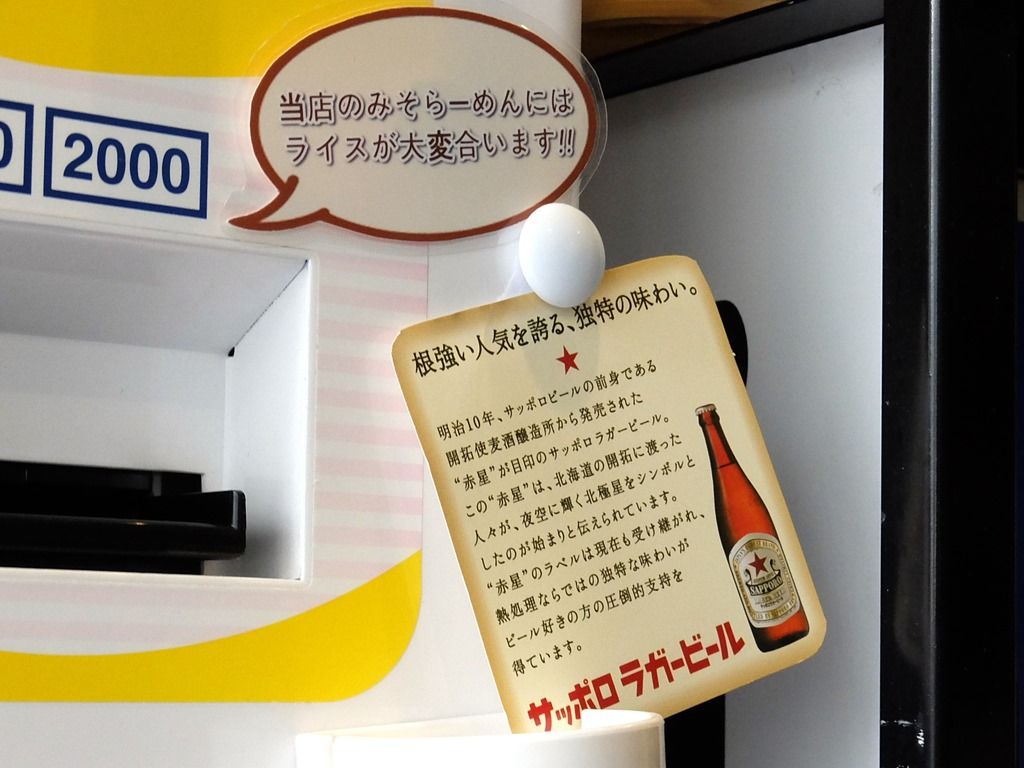 当店のみそらーめんには
ライスが大変合います!!!
2000
根強い人気を誇る、独特の味わい。
明治10年、サッポロビールの前身である
開拓使麦酒醸造所から発売された
“赤星”が目印のサッポロラガービール。
この“赤星”は、北海道の開拓に渡った
人々が、夜空に輝く北極星をシンボルと
したのが始まりと伝えられています。
“赤星”のラベルは現在も受け継がれ、
熱処理ならではの独特な味わいが
ビール好きの方の圧倒的支持を
得ています。
SAPPORO
サッポロラガービール